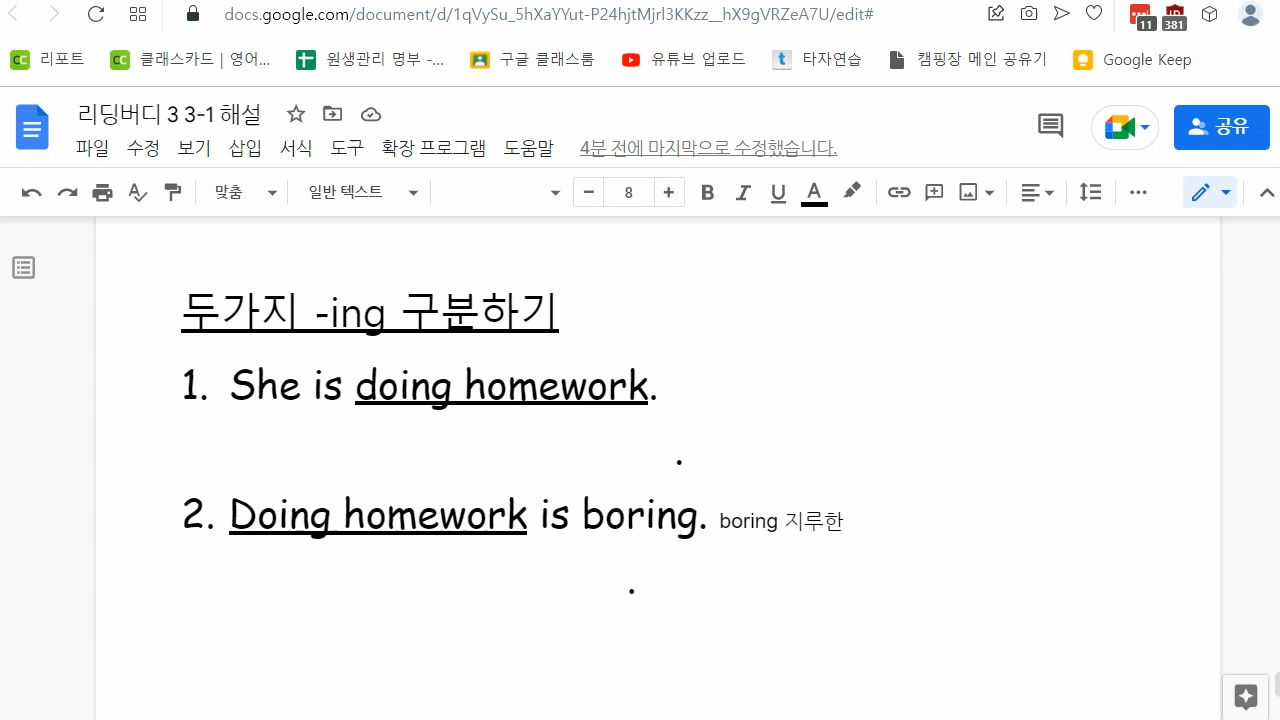 docs.google.com/document/d/1qVvSu_5hXaYYut-P24hjtMjrl3KKzz__hX9gVRZeA7U/edit#
11
381
리포트 클래스카드 | 영어... 원생관리 명부 -... 구글 클래스룸 유튜브 업로드 타자연습 캠핑장 메인 공유기 Google Keep
리딩버디 3 3-1 해설
공유
파일 수정 보기 삽입 서식 도구 확장 프로그램 도움말 4분 전에 마지막으로 수정했습니다.
맞춤 일반 텍스트 − 8 + B I U A
두가지 -ing 구분하기
1. She is doing homework.
.
2. Doing homework is boring. boring 지루한
.